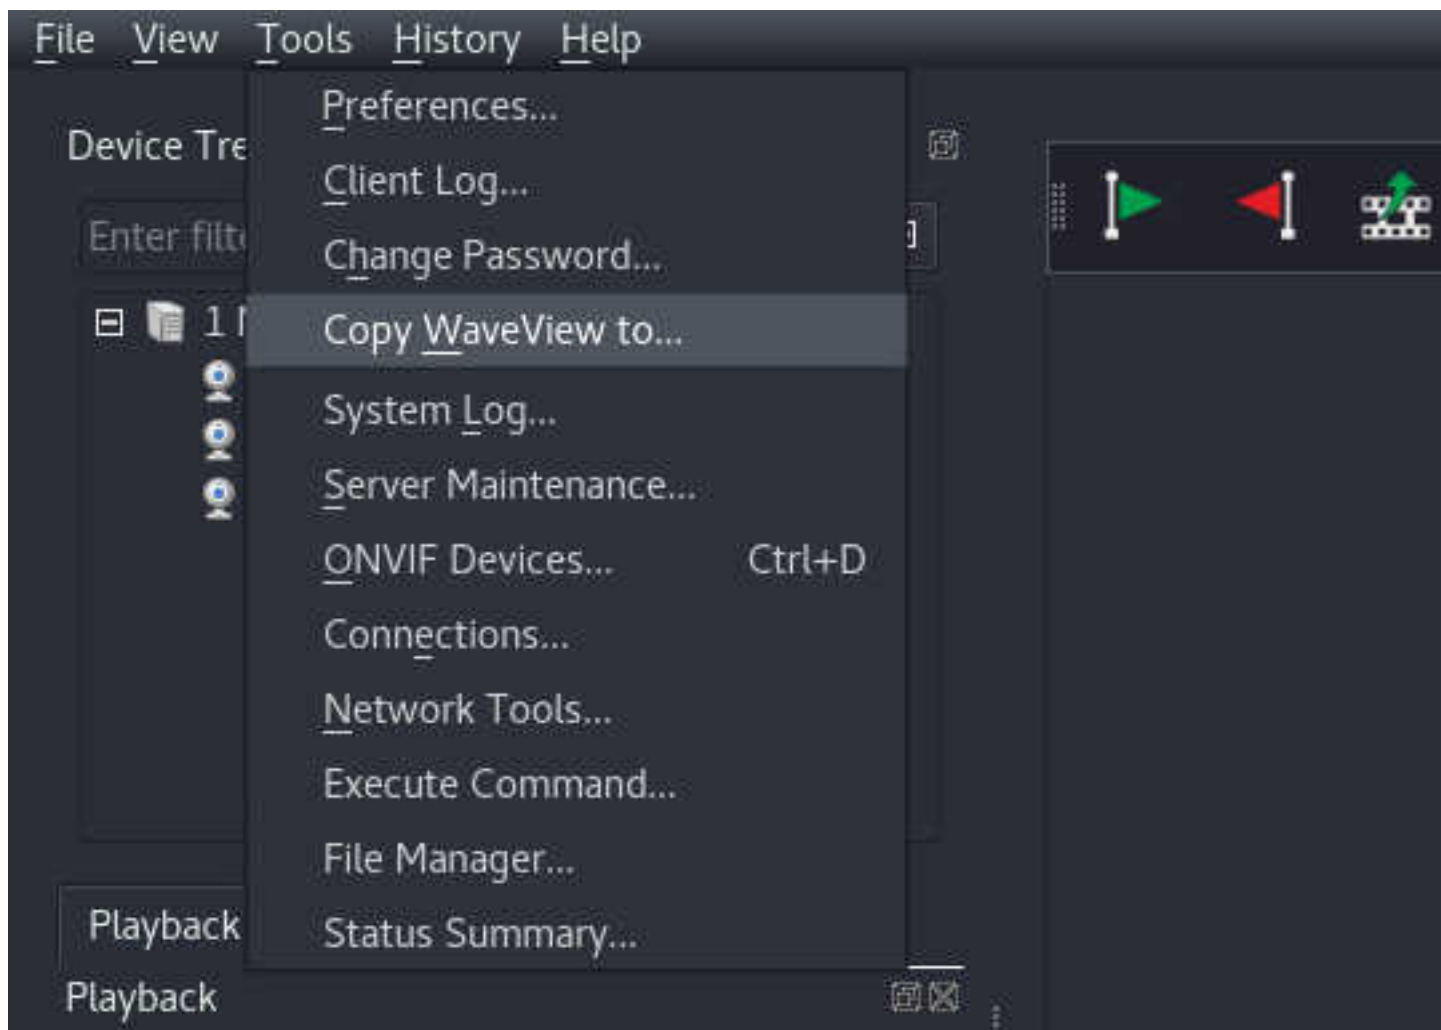 File View Tools History Help
Preferences...
Device Tre
Client Log...
Enter filt
Change Password...
1
Copy WaveView to...
System Log...
Server Maintenance...
ONVIF Devices... Ctrl+D
Connections...
Network Tools...
Execute Command...
File Manager...
Playback
Status Summary...
Playback